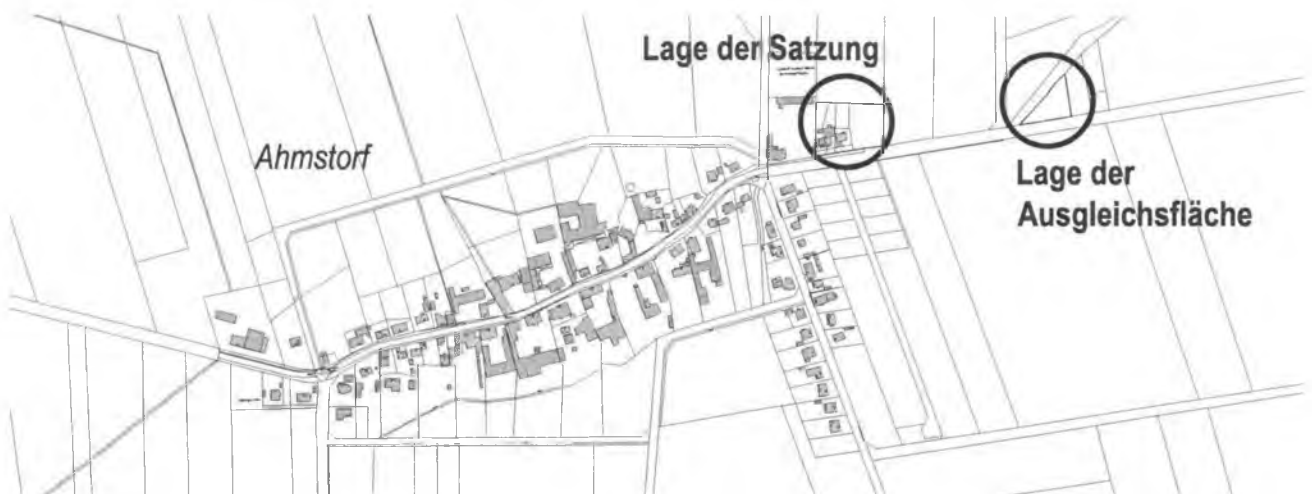 Lage der Satzung
Ahmstorf
Lage der
Ausgleichsfläche